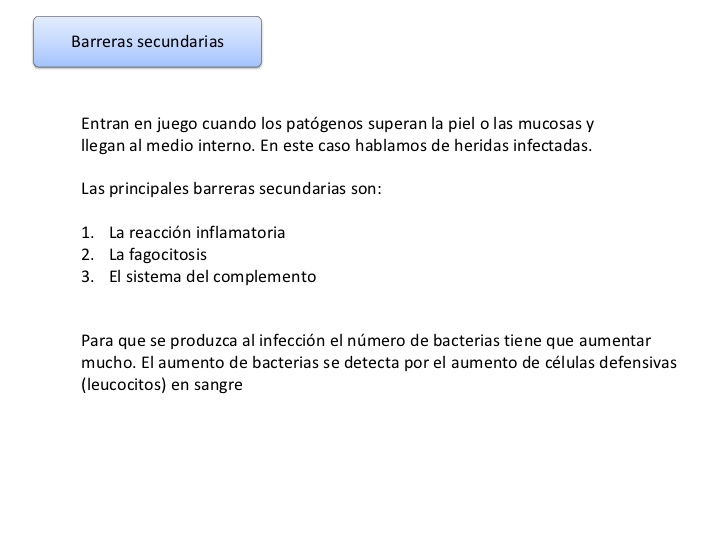 Barreras secundarias
Entran en juego cuando los patógenos superan la piel o las mucosas y
llegan al medio interno. En este caso hablamos de heridas infectadas.
Las principales barreras secundarias son:
1. La reacción inflamatoria
2. La fagocitosis
3. El sistema del complemento
Para que se produzca al infección el número de bacterias tiene que aumentar
mucho. El aumento de bacterias se detecta por el aumento de células defensivas
(leucocitos) en sangre